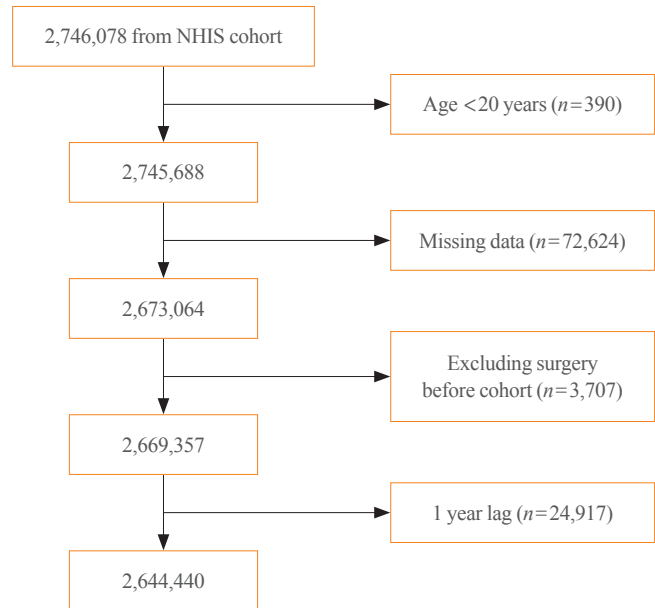 2,746,078 from NHIS cohort
Age <20 years (n=390)
2,745,688
Missing data (n=72,624)
2,673,064
Excluding surgery
before cohort (n=3,707)
2,669,357
1 year lag (n=24,917)
2,644,440